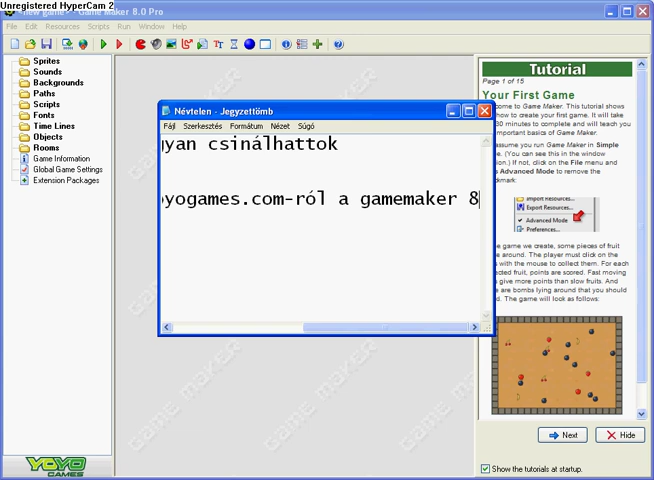 Unregistered HyperCam 2
new game - Game Maker 8.0 Pro
File Edit Resources Scripts Run Window Help
Sprites
Sounds
Backgrounds
Paths
Scripts
Fonts
Time Lines
Objects
Rooms
Game Information
Global Game Settings
Extension Packages
Névtelen - Jegyzettömb
Fájl Szerkesztés Formátum Nézet Súgó
gyan csinálhattok
oyogames.com-ról a gamemaker 8
Tutorial
Page 1 of 15
Your First Game
come to Game Maker. This tutorial shows
how to create your first game. It will take
30 minutes to complete and will teach you
important basics of Game Maker.
assume you run Game Maker in Simple
e. (You can see this in the window
on.) If not, click on the File menu and
Advanced Mode to remove the
kmark:
Import Resources...
Export Resources...
Advanced Mode
Preferences...
e game we create, some pieces of fruit
e around. The player must click on the
s with the mouse to collect them. For each
cted fruit, points are scored. Fast moving
s give more points than slow fruits. And
e are bombs lying around that you should
d. The game will look as follows:
GAME MAKER
Next
Hide
Show the tutorials at startup.
YOYO
GAMES